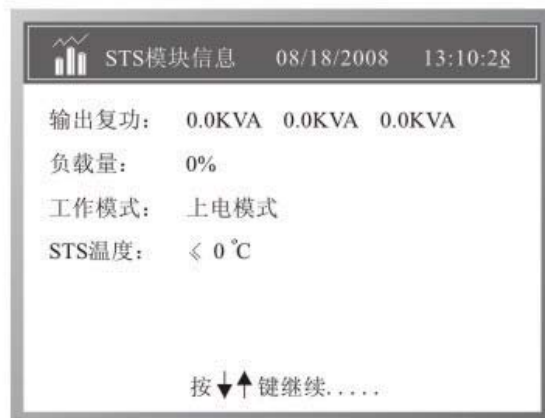 STS模块信息 08/18/2008 13:10:28
输出复功： 0.0KVA 0.0KVA 0.0KVA
负载量： 0%
工作模式： 上电模式
STS温度： ≤ 0 ℃
按↓↑键继续.....